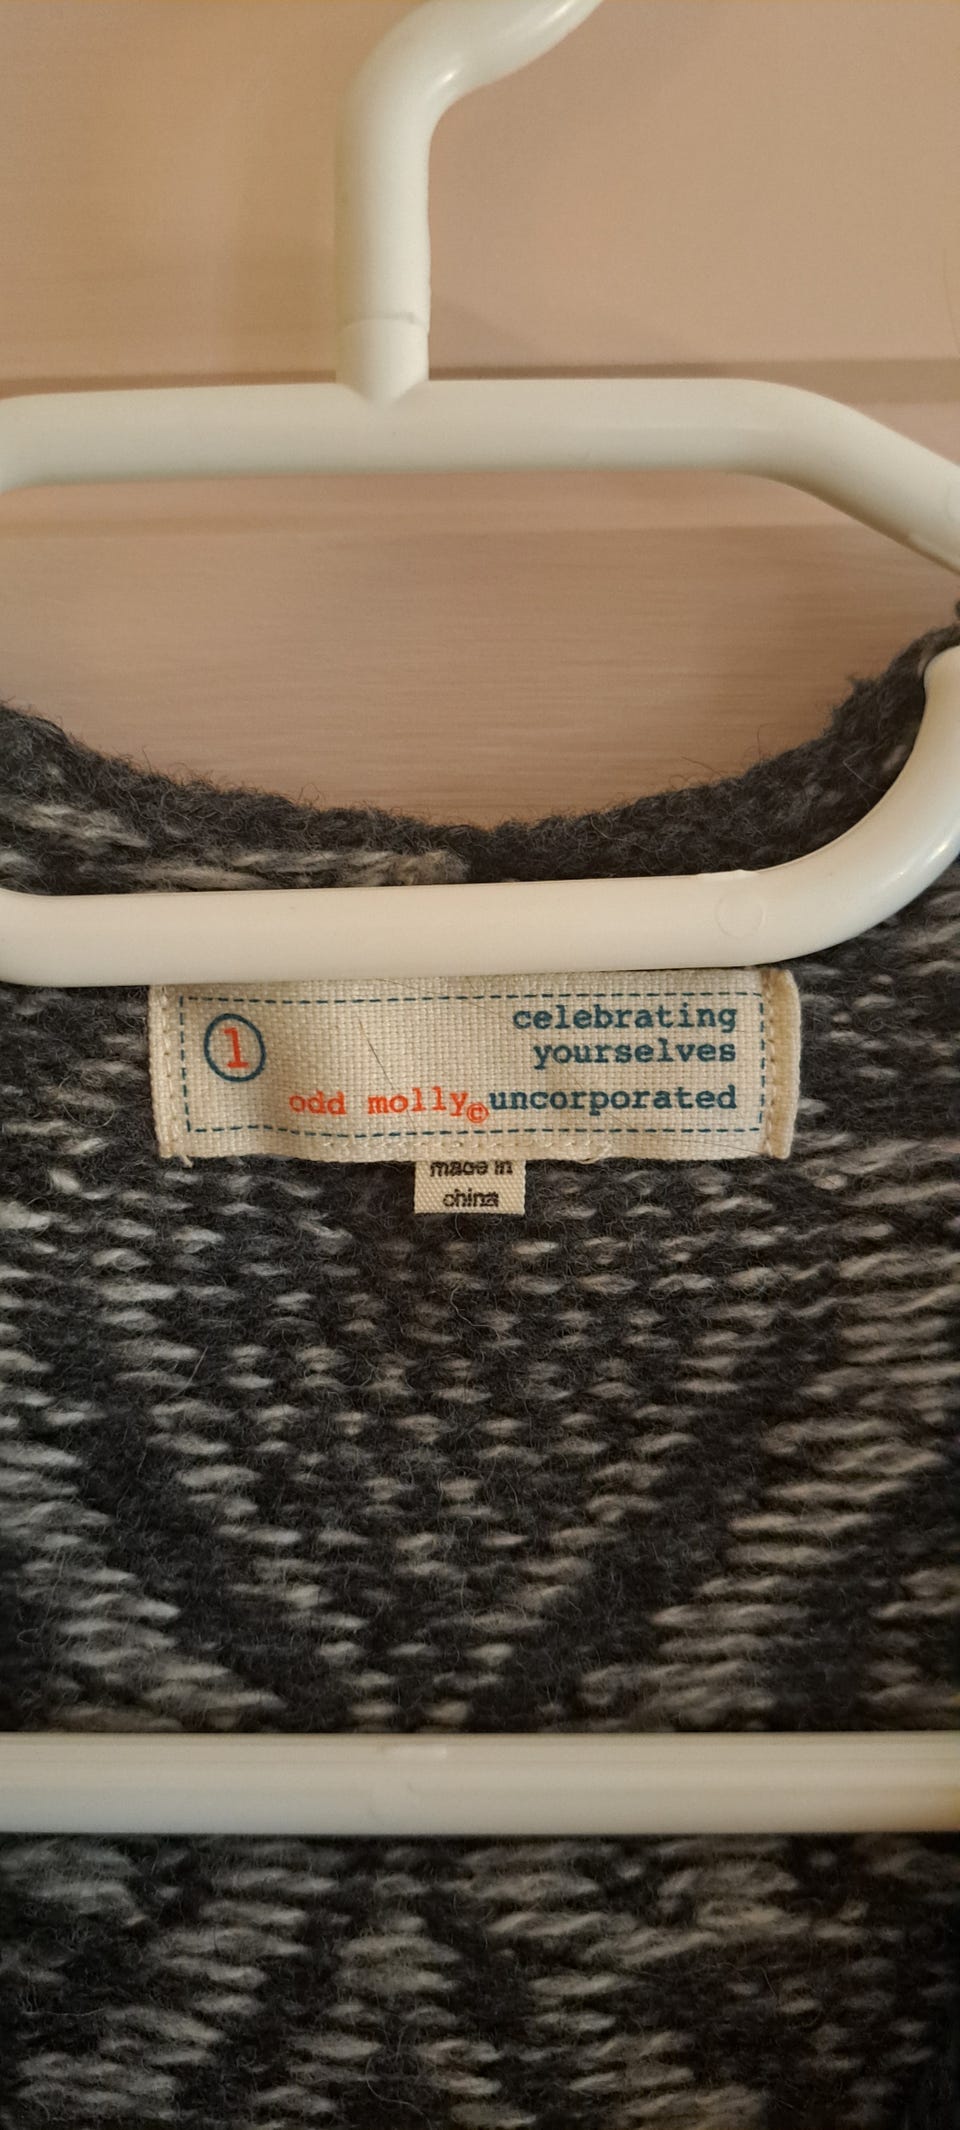 1
celebrating
yourselves
odd molly©uncorporated
made in
china